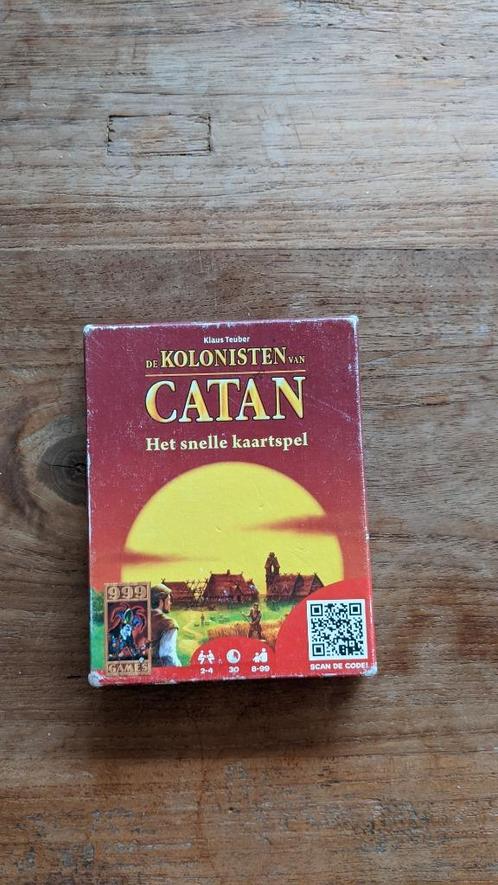 Klaus Teuber
DE KOLONISTEN VAN
CATAN
Het snelle kaartspel
999
GAMES
2-4 30 8-99
SCAN DE CODE!